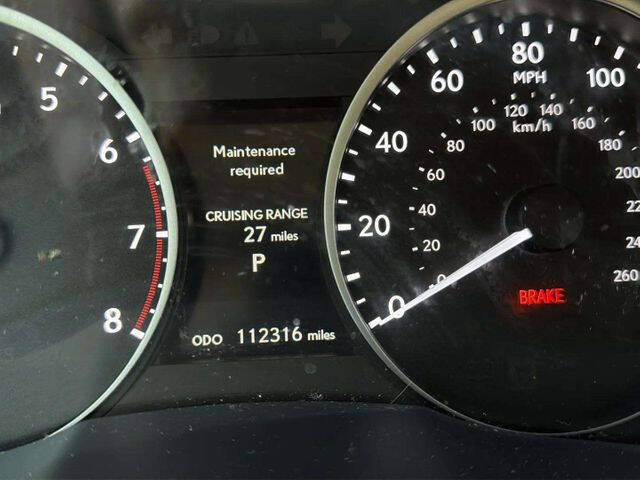 5
6
7
8
Maintenance
required
CRUISING RANGE
27 miles
P
ODO 112316 miles
0
20
40
60
80
100
MPH
km/h
0
20
40
60
80
100
120
140
160
180
200
260
BRAKE